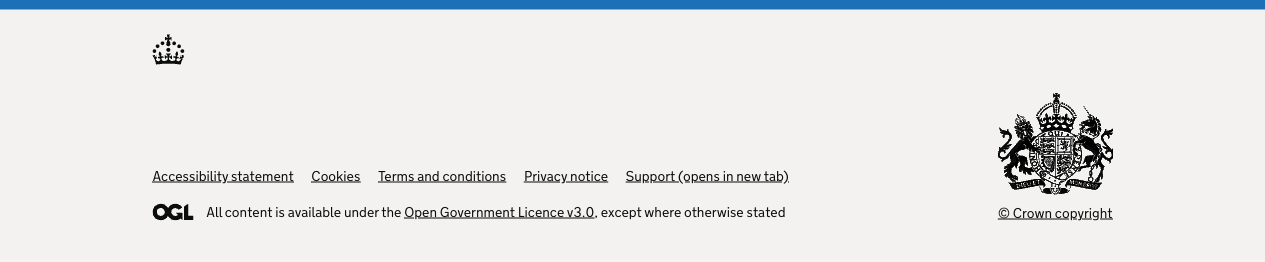 Accessibility statement Cookies Terms and conditions Privacy notice Support (opens in new tab)
OGL All content is available under the Open Government Licence v3.0, except where otherwise stated
© Crown copyright